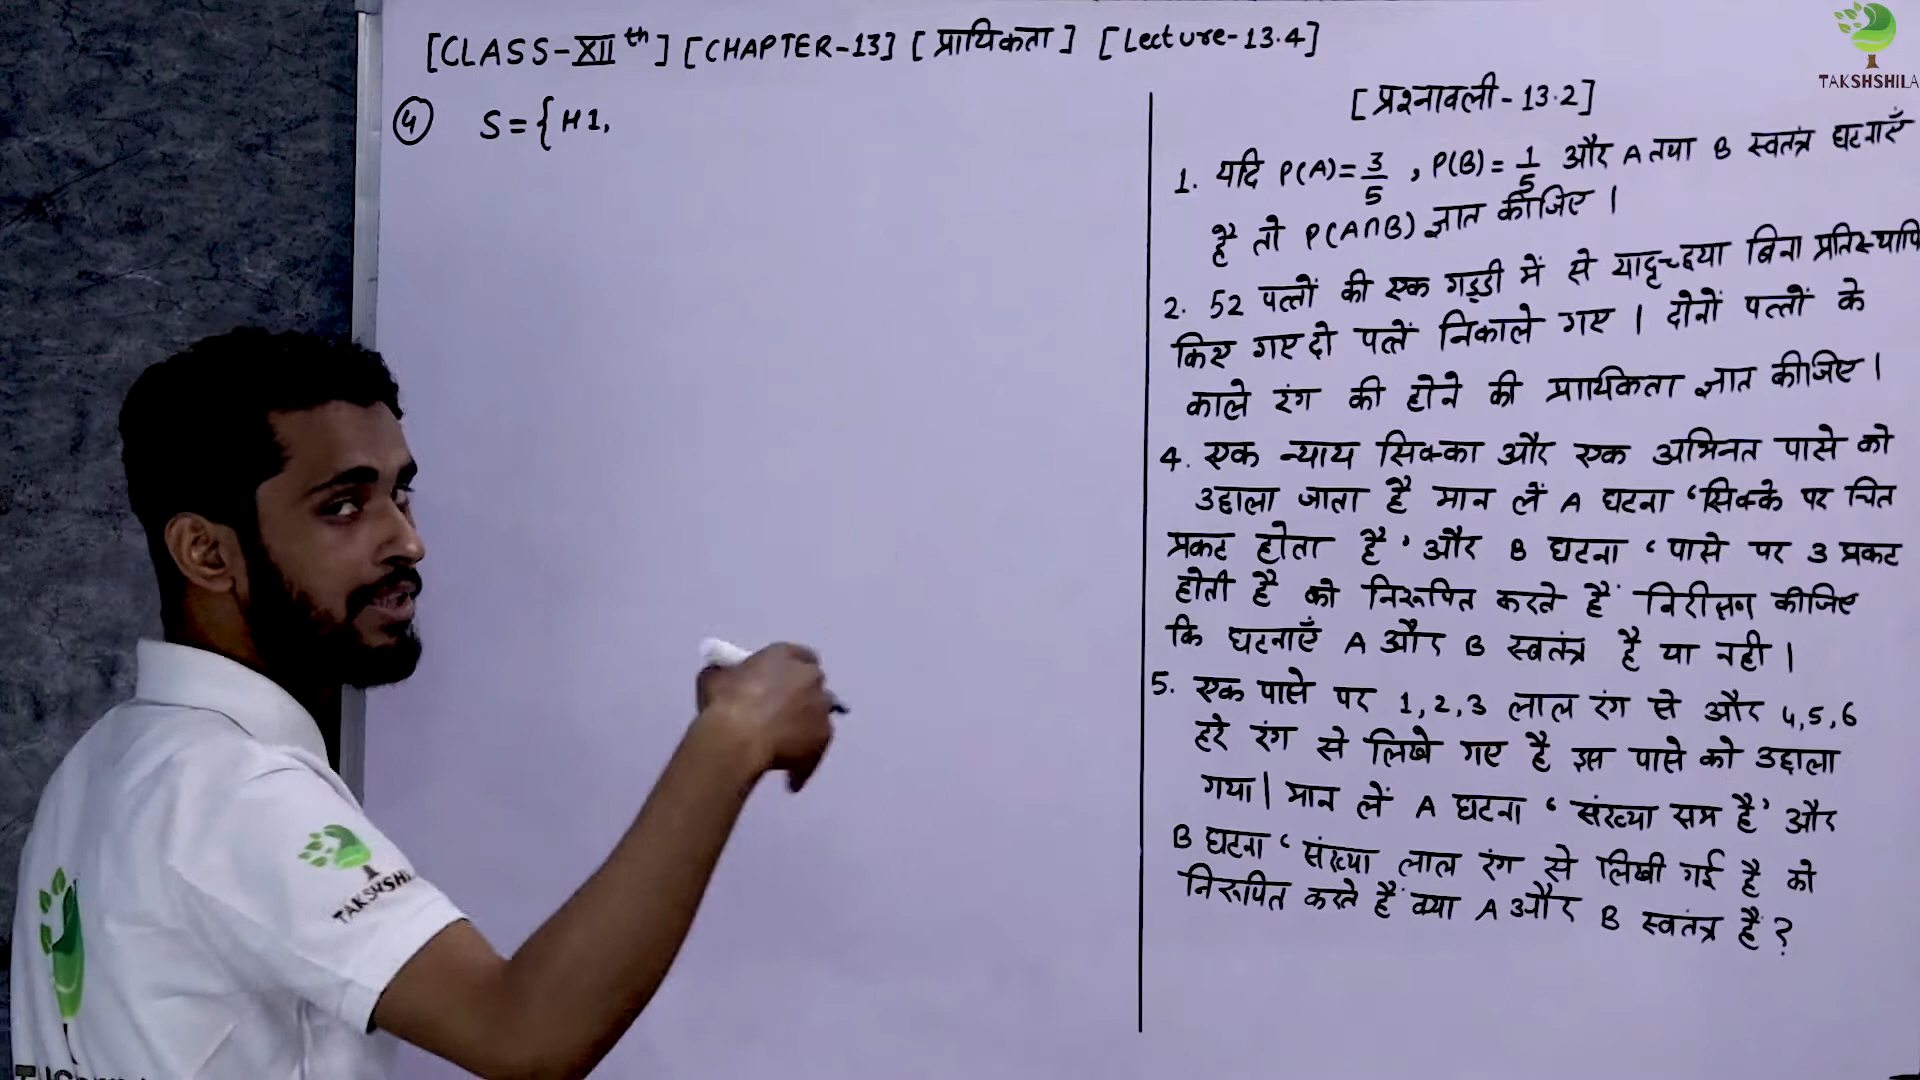 [CLASS-XII th] [CHAPTER-13] [प्रायिकता] [Lecture-13.4]
TAKSHSHILA
④ S={H1,
[प्रश्नावली-13.2]
1. यदि P(A)=3/5, P(B)=1/5 और A तथा B स्वतंत्र घटनाएँ
है तो P(A∩B) ज्ञात कीजिए।
2. 52 पत्तों की एक गड्डी में से यादृच्छया बिना प्रतिस्थापि
किए गए दो पत्तें निकाले गए। दोनों पत्तों के
काले रंग की होने की प्रायिकता ज्ञात कीजिए।
4. एक न्याय सिक्का और एक अभिनत पासे को
उछाला जाता है मान लें A घटना 'सिक्के पर चित
प्रकट होता है' और B घटना 'पासे पर 3 प्रकट
होती है को निरूपित करते हैं निरीक्षण कीजिए
कि घटनाएँ A और B स्वतंत्र है या नही।
5. एक पासे पर 1,2,3 लाल रंग से और 4,5,6
हरे रंग से लिखे गए है इस पासे को उछाला
गया। मान लें A घटना 'संख्या सम है' और
B घटना 'संख्या लाल रंग से लिखी गई है को
निरूपित करते हैं क्या A और B स्वतंत्र है?
TAKSHSHI